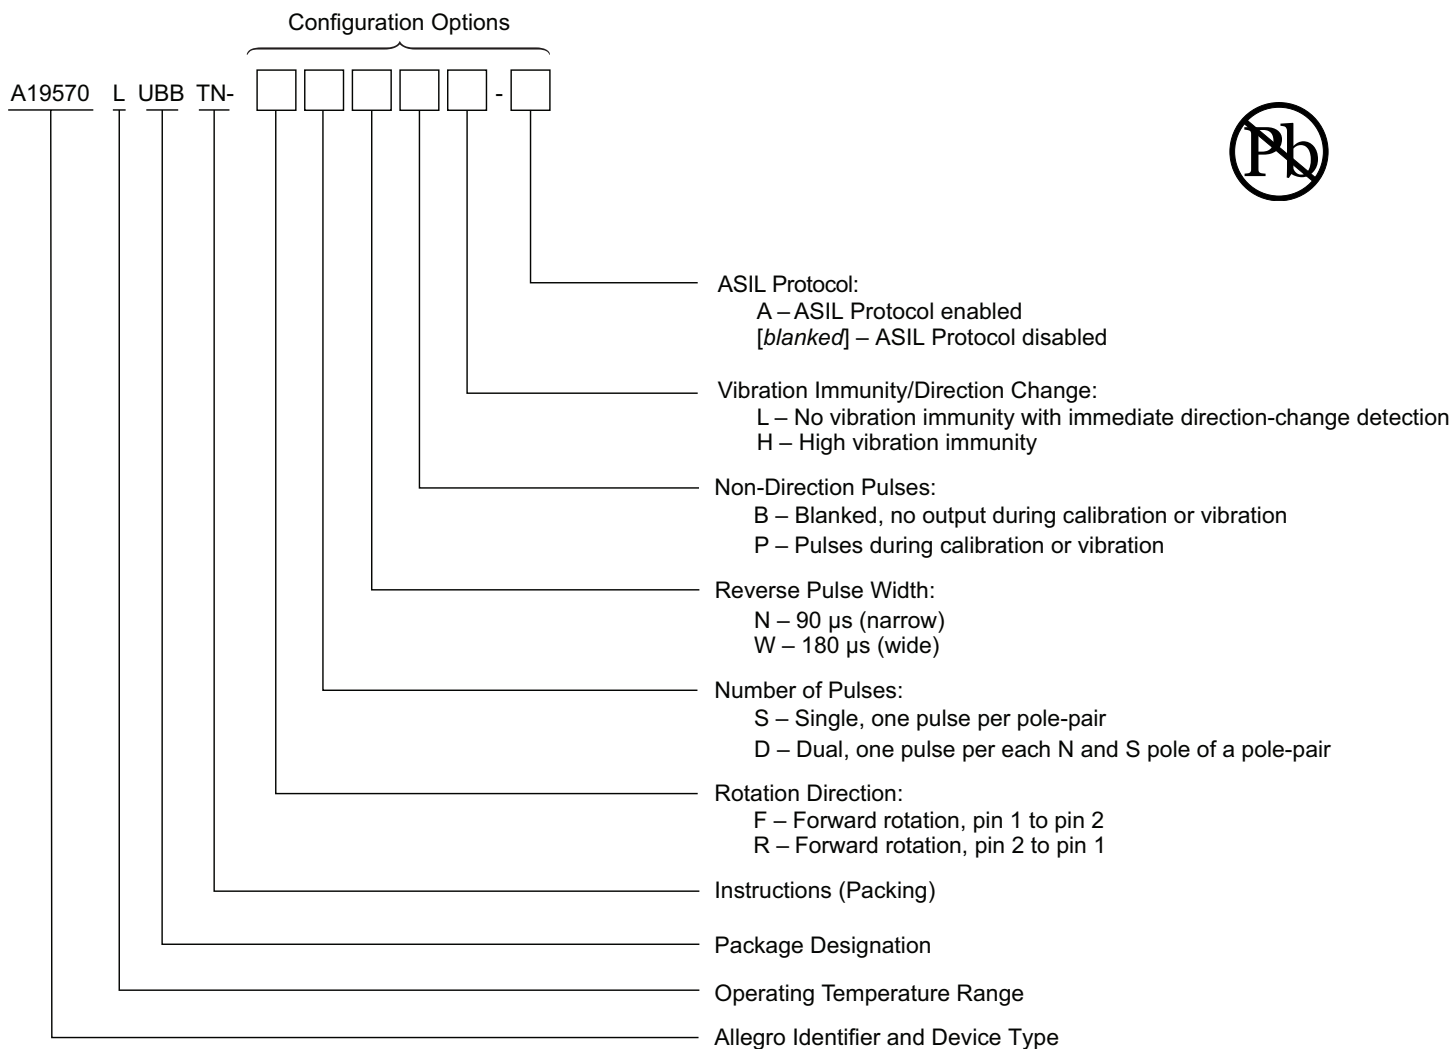 Configuration Options
A19570 L UBB TN- -
Pb
ASIL Protocol:
A – ASIL Protocol enabled
[blanked] – ASIL Protocol disabled
Vibration Immunity/Direction Change:
L – No vibration immunity with immediate direction-change detection
H – High vibration immunity
Non-Direction Pulses:
B – Blanked, no output during calibration or vibration
P – Pulses during calibration or vibration
Reverse Pulse Width:
N – 90 µs (narrow)
W – 180 µs (wide)
Number of Pulses:
S – Single, one pulse per pole-pair
D – Dual, one pulse per each N and S pole of a pole-pair
Rotation Direction:
F – Forward rotation, pin 1 to pin 2
R – Forward rotation, pin 2 to pin 1
Instructions (Packing)
Package Designation
Operating Temperature Range
Allegro Identifier and Device Type